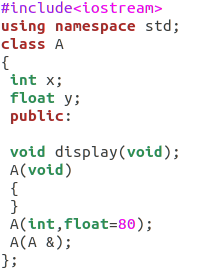 #include<iostream>
using namespace std;
class A
{
int x;
float y;
public:
void display(void);
A(void)
{
}
A(int,float=80);
A(A &);
};